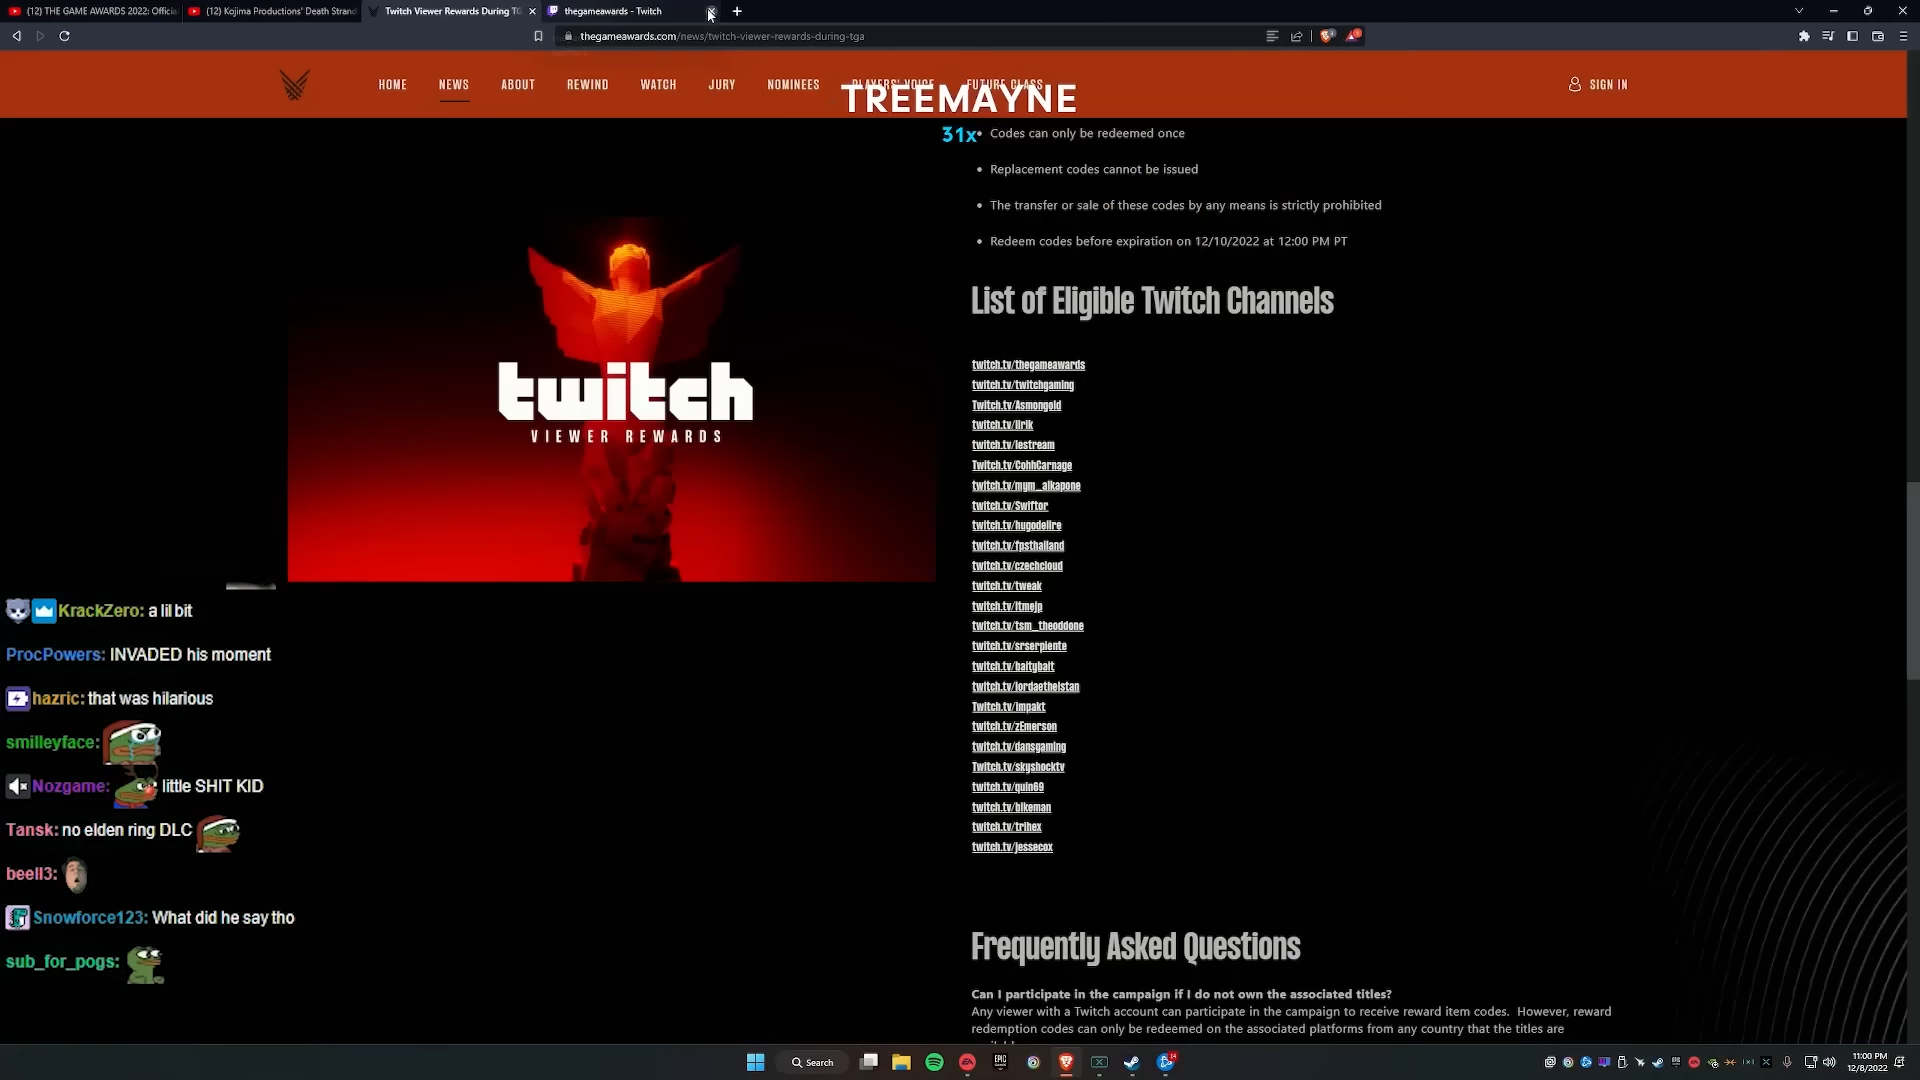 (12) THE GAME AWARDS 2022: Officia
(12) Kojima Productions' Death Strand
Twitch Viewer Rewards During TG
thegameawards - Twitch
thegameawards.com/news/twitch-viewer-rewards-during-tga
HOME NEWS ABOUT REWIND WATCH JURY NOMINEES PLAYERS' VOICE FUTURE CLASS SIGN IN
TREEMAYNE
31x
Codes can only be redeemed once
Replacement codes cannot be issued
The transfer or sale of these codes by any means is strictly prohibited
Redeem codes before expiration on 12/10/2022 at 12:00 PM PT
List of Eligible Twitch Channels
twitch.tv/thegameawards
twitch.tv/twitchgaming
Twitch.tv/Asmongold
twitch.tv/lirik
twitch.tv/lestream
Twitch.tv/CohhCarnage
twitch.tv/mym_alkapone
twitch.tv/Swiftor
twitch.tv/hugodelire
twitch.tv/fpsthailand
twitch.tv/czechcloud
twitch.tv/tweak
twitch.tv/itmejp
twitch.tv/tsm_theoddone
twitch.tv/srserpiente
twitch.tv/baitybait
twitch.tv/lordaethelstan
Twitch.tv/impakt
twitch.tv/zEmerson
twitch.tv/dansgaming
Twitch.tv/skyshocktv
twitch.tv/quin69
twitch.tv/bikeman
twitch.tv/trihex
twitch.tv/jessecox
twitch
VIEWER REWARDS
KrackZero: a lil bit
ProcPowers: INVADED his moment
hazric: that was hilarious
smilleyface:
Nozgame: little SHIT KID
Tansk: no elden ring DLC
beell3:
Snowforce123: What did he say tho
sub_for_pogs:
Frequently Asked Questions
Can I participate in the campaign if I do not own the associated titles?
Any viewer with a Twitch account can participate in the campaign to receive reward item codes. However, reward
redemption codes can only be redeemed on the associated platforms from any country that the titles are
Search
11:00 PM
12/8/2022